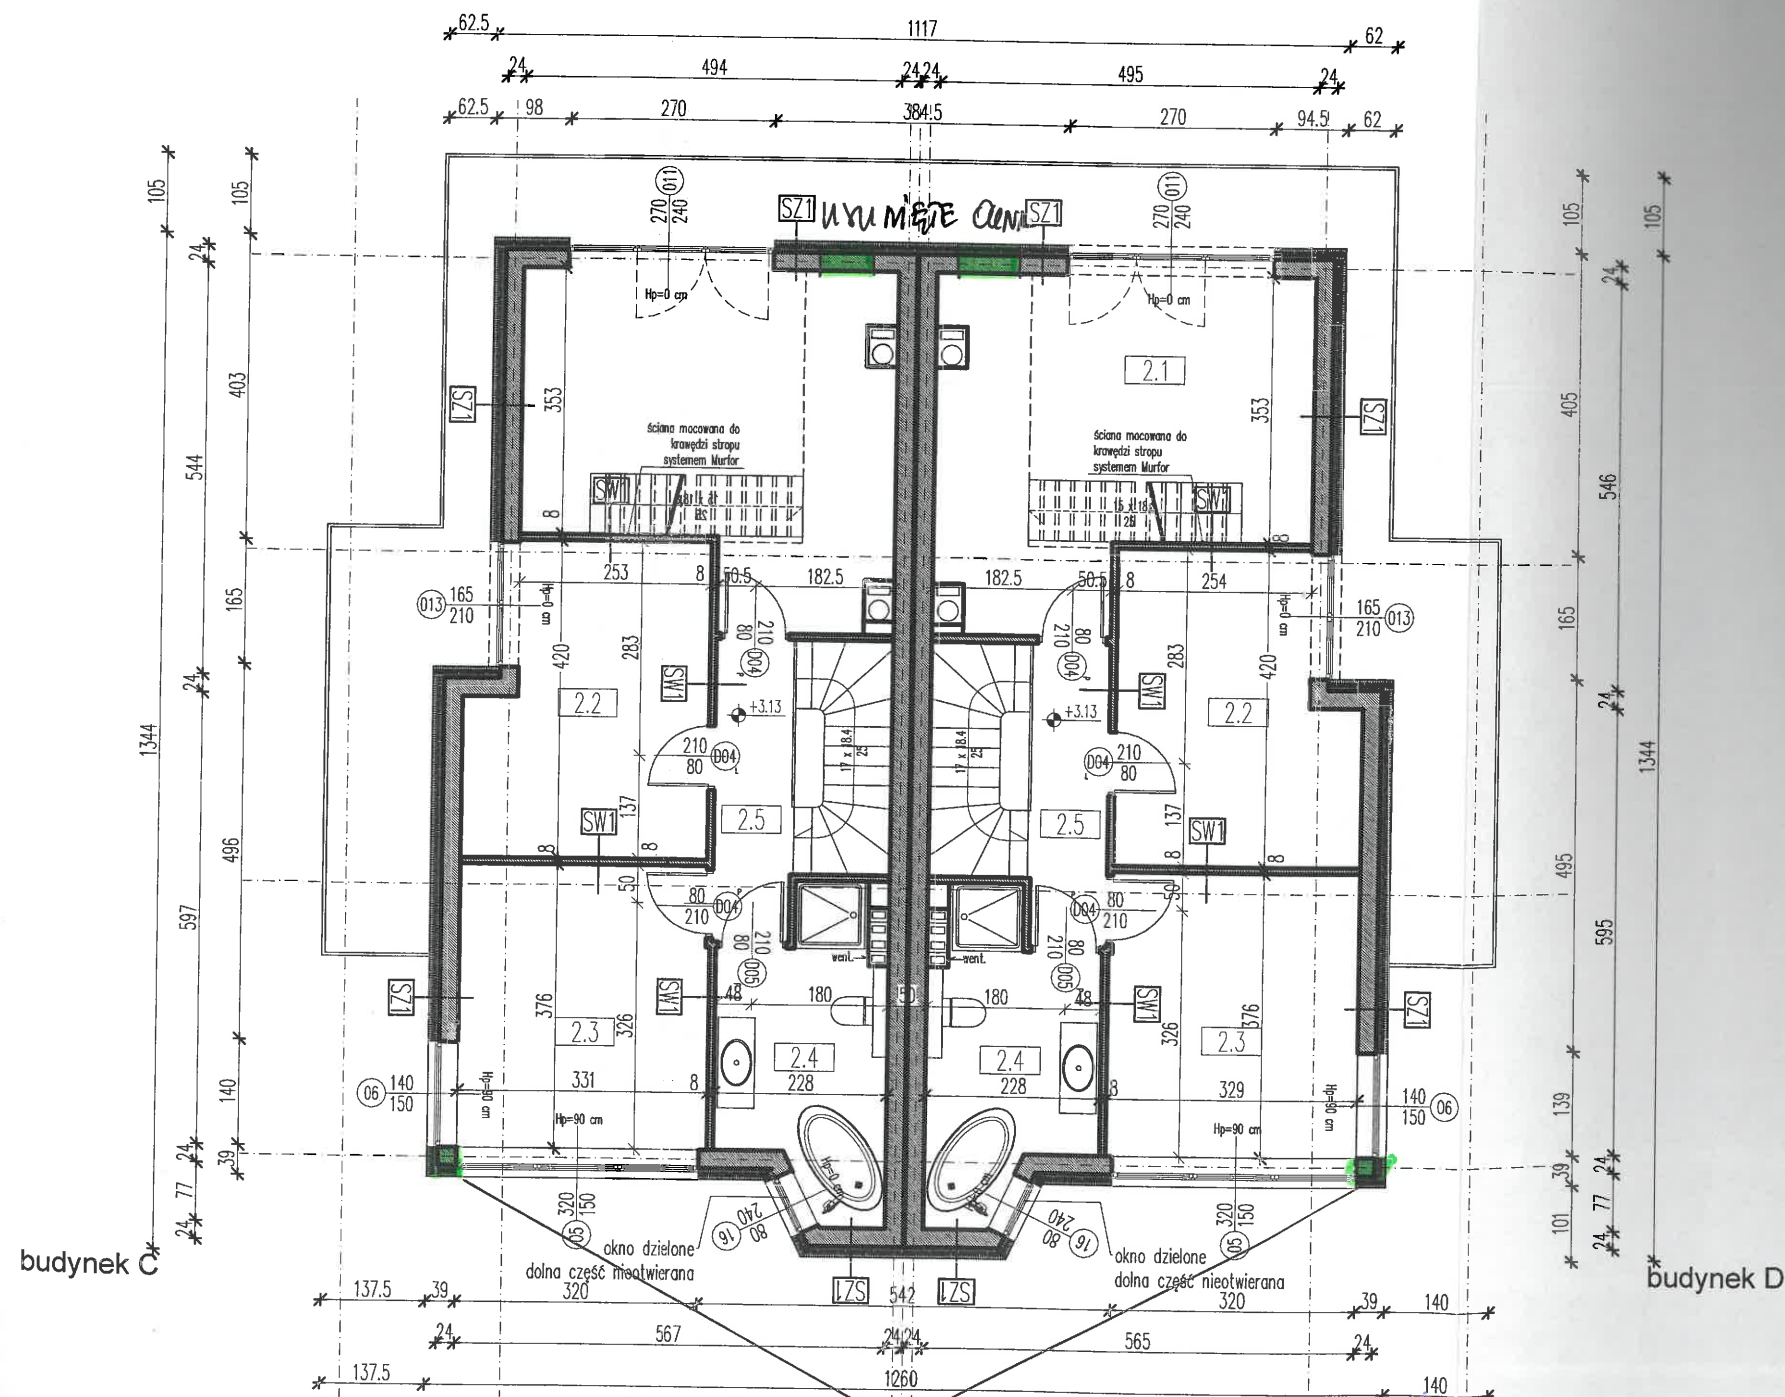 62.5 1117 62
24 494 24 24 495 24
62.5 98 270 384.5 270 94.5 62
105 105 105 105
011 270 240
SZ1 USUNIĘTE SZ1
011 270 240
24 24
Hp=0 cm Hp=0 cm
2.1
403 353 353 405
SZ1 SZ1
544 546
ściana mocowana do
krawędzi stropu
systemem Murfor
ściana mocowana do
krawędzi stropu
systemem Murfor
SW1 SW1
8 8
253 8 50.5 182.5 182.5 50.5 8 254
013 165 210 Hp=0 cm Hp=0 cm 165 210 013
165 420 283 80 210 D04 80 210 D04 283 420 165
SW1 SW1
24 24
2.2 +3.13 +3.13 2.2
1344 1344
210 80 D04 17 x 18.4 25 17 x 18.4 25 D04 210 80
137 137
SW1 2.5 2.5 SW1
8 8 8 8
496 495
50 80 210 D04 D04 80 210 50
597 595
80 210 D05 80 210 D05
went. went.
SZ1 SW1 SW1 SZ1
48 180 50 180 48
376 326 326 376
2.3 2.4 2.4 2.3
331 8 228 228 8 329
06 140 150 Hp=90 cm Hp=90 cm 140 150 06
140 139
Hp=90 cm Hp=90 cm
24 39 77 24 39 24 77 24 101
Hp=0 cm
320 150 05 80 240 16 80 240 16 320 150 05
okno dzielone
dolna część nieotwierana
okno dzielone
dolna część nieotwierana
budynek C budynek D
SZ1 SZ1
137.5 39 320 542 320 39 140
24 567 24 24 565 24
137.5 1260 140